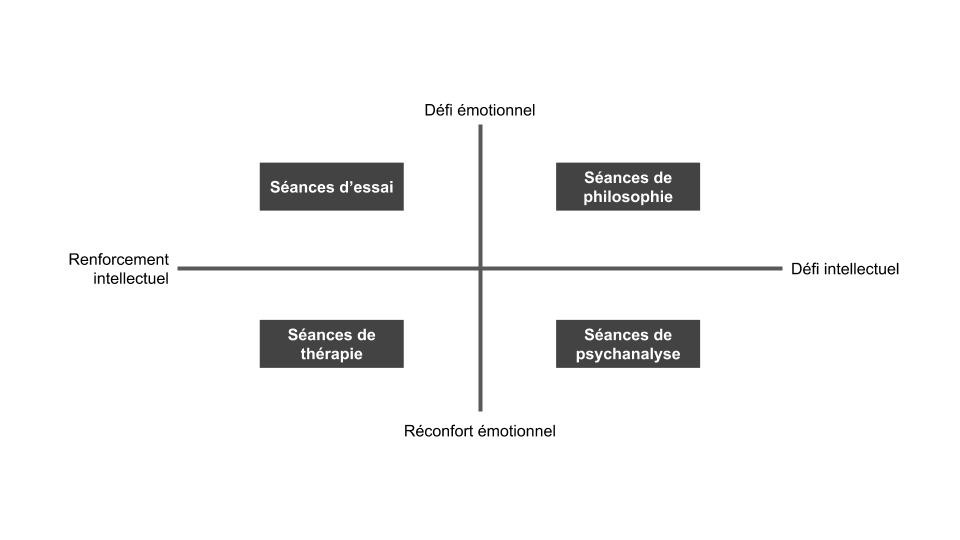 Défi émotionnel
Séances d’essai
Séances de
philosophie
Renforcement
intellectuel
Défi intellectuel
Séances de
thérapie
Séances de
psychanalyse
Réconfort émotionnel